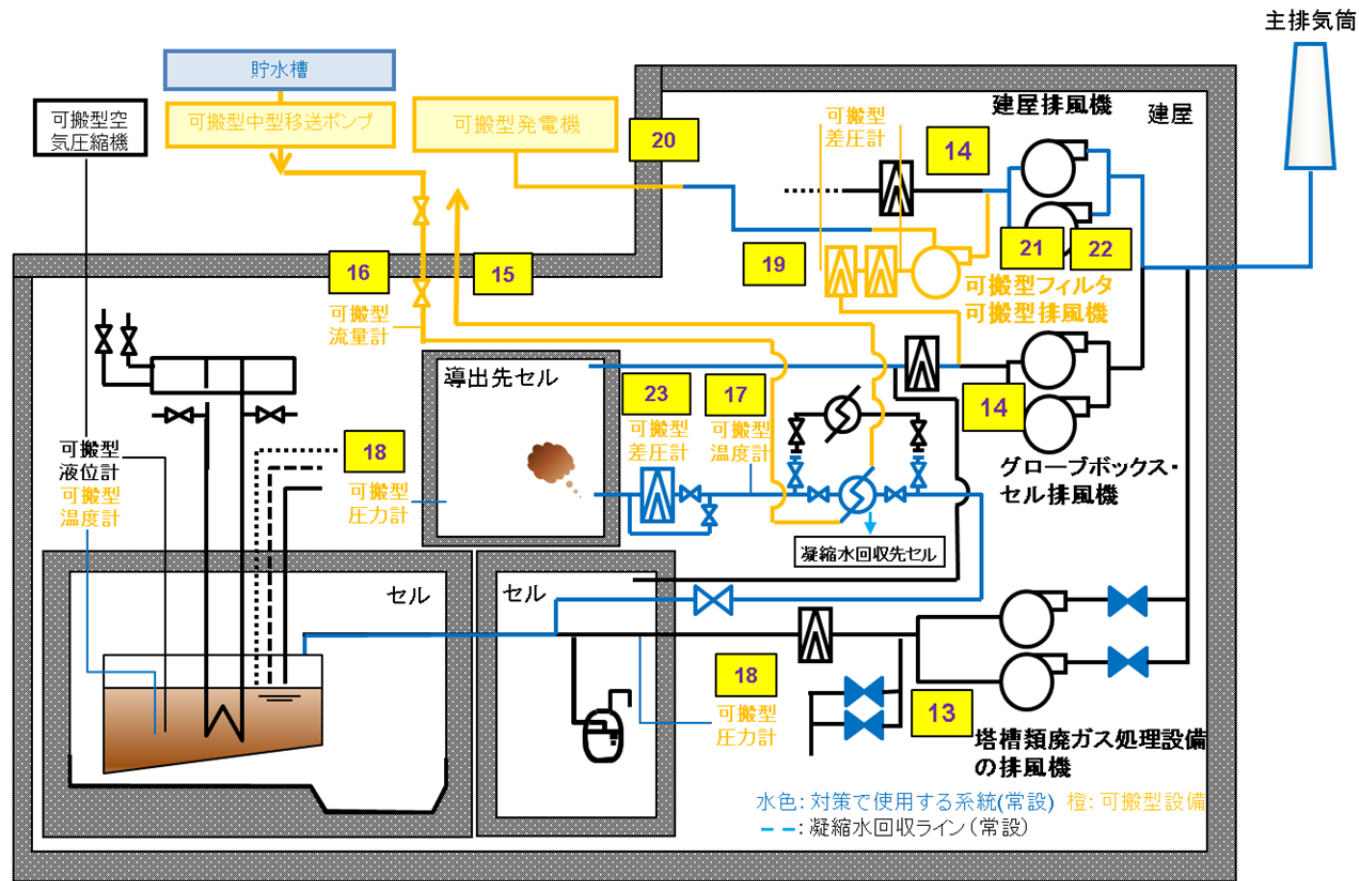 主排気筒
貯水槽
可搬型空
気圧縮機
可搬型中型移送ポンプ
可搬型発電機
20
可搬型
差圧計
14
建屋排風機
建屋
16
15
19
21
22
可搬型フィルタ
可搬型排風機
可搬型
流量計
導出先セル
23
可搬型
差圧計
17
可搬型
温度計
14
グローブボックス・
セル排風機
可搬型
液位計
可搬型
温度計
18
可搬型
圧力計
凝縮水回収先セル
セル
セル
18
可搬型
圧力計
13
塔槽類廃ガス処理設備
の排風機
水色:対策で使用する系統(常設) 橙:可搬型設備
- -:凝縮水回収ライン(常設)